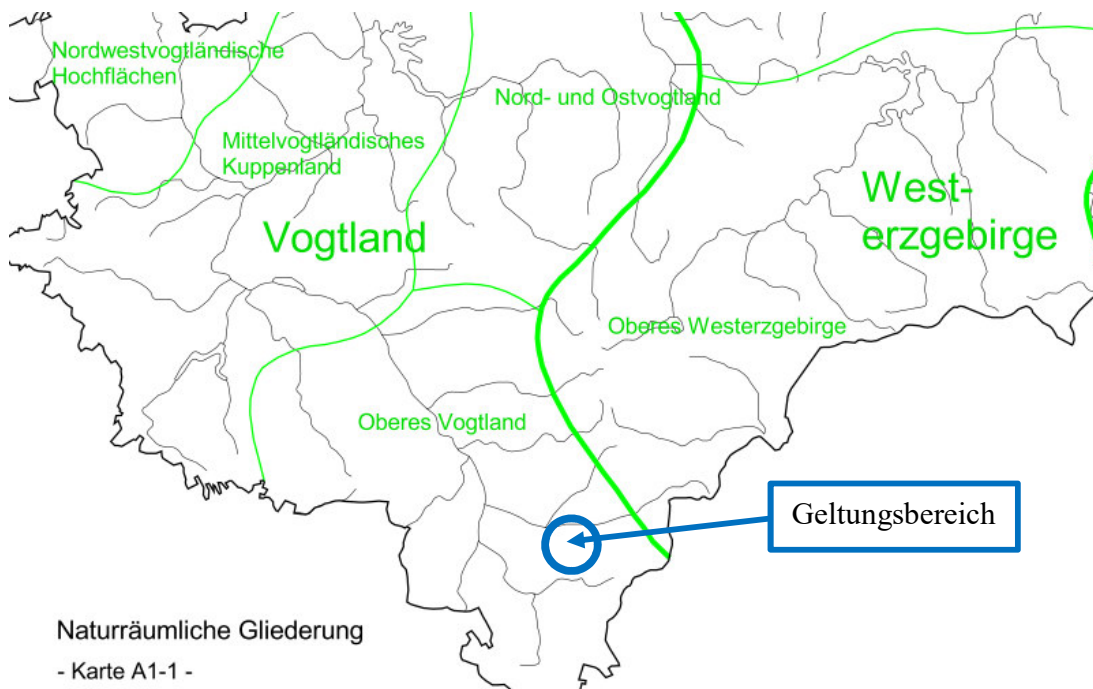 Nordwestvogtländische
Hochflächen
Nord- und Ostvogtland
Mittelvogtländisches
Kuppenland
West-
erzgebirge
Vogtland
Oberes Westerzgebirge
Oberes Vogtland
Geltungsbereich
Naturräumliche Gliederung
- Karte A1-1 -